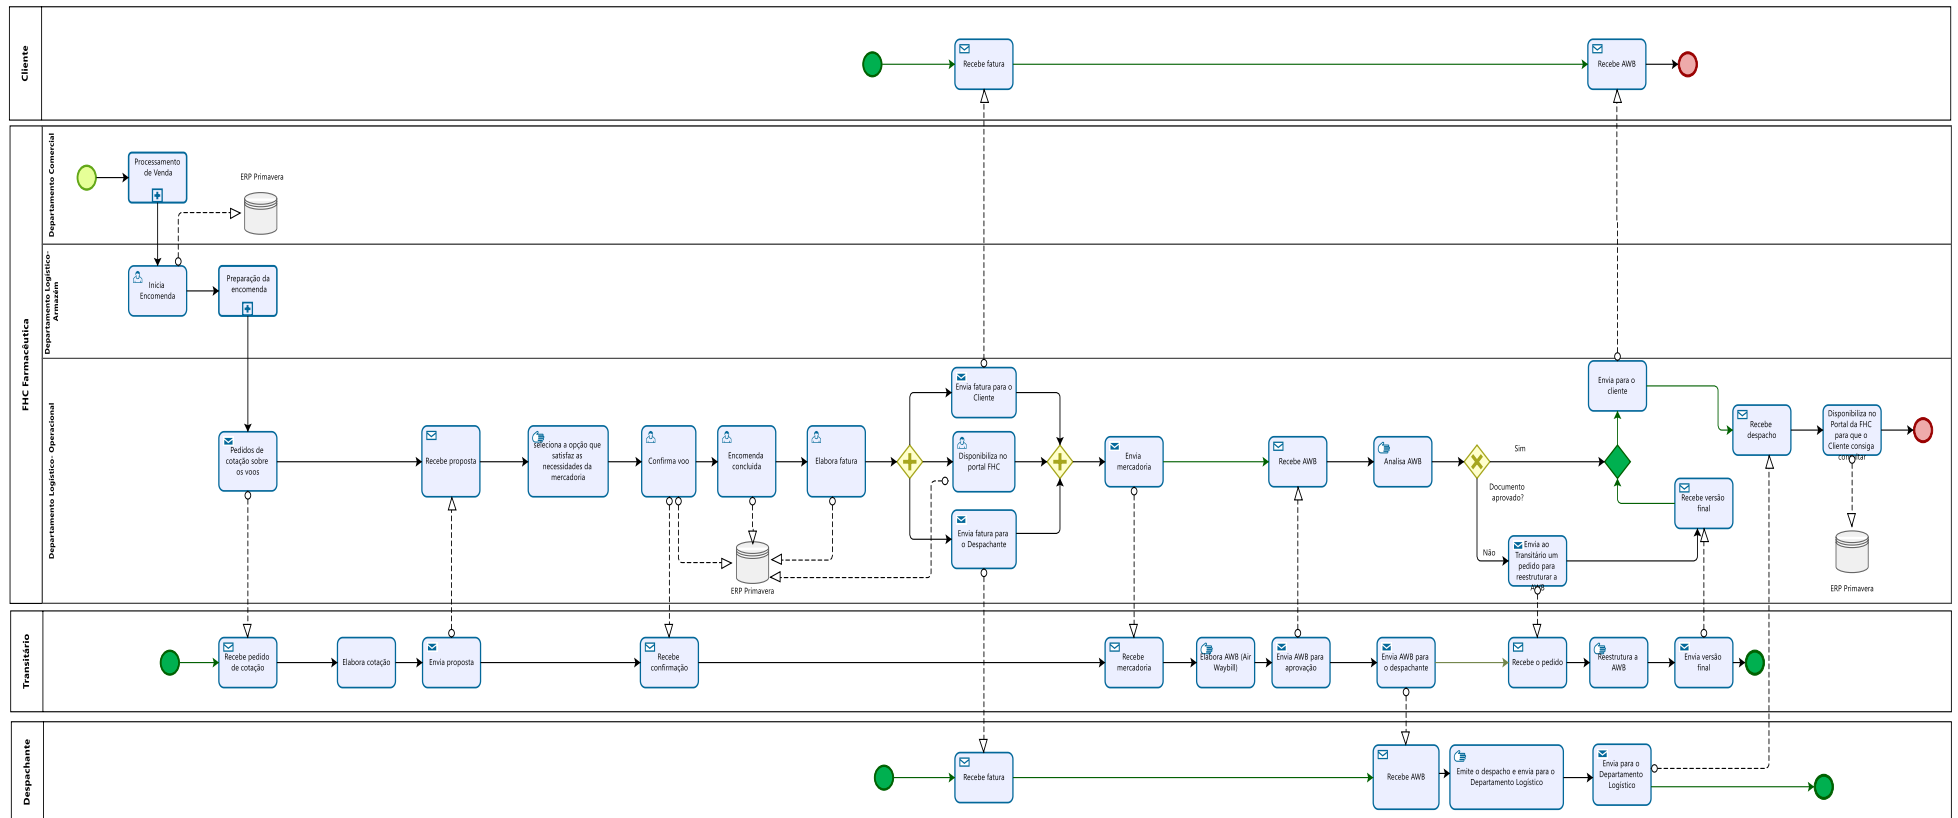 Cliente
Recebe fatura
Recebe AWB
FHC Farmacêutica
Departamento Comercial
Processamento
de Venda
ERP Primavera
Departamento Logístico-
Armazém
Inicia
Encomenda
Preparação da
encomenda
Departamento Logístico- Operacional
Pedidos de
cotação sobre
os voos
Recebe proposta
seleciona a opção que
satisfaz as
necessidades da
mercadoria
Confirma voo
Encomenda
concluida
Elabora fatura
Envia fatura para o
Cliente
Disponibiliza no
portal FHC
Envia fatura para
o Despachante
ERP Primavera
Envia
mercadoria
Recebe AWB
Analisa AWB
Sim
Documento
aprovado?
Não
Envia ao
Transitário um
pedido para
reestruturar a
AWB
Envia para o
cliente
Recebe versão
final
Recebe
despacho
Disponibiliza no
Portal da FHC
para que o
Cliente consiga
consultar
ERP Primavera
Transitário
Recebe pedido
de cotação
Elabora cotação
Envia proposta
Recebe
confirmação
Recebe
mercadoria
Elabora AWB (Air
Waybill)
Envia AWB para
aprovação
Envia AWB para
o despachante
Recebe o pedido
Reestrutura a
AWB
Envia versão
final
Despachante
Recebe fatura
Recebe AWB
Emite o despacho e envia para o
Departamento Logístico
Envia para o
Departamento
Logístico